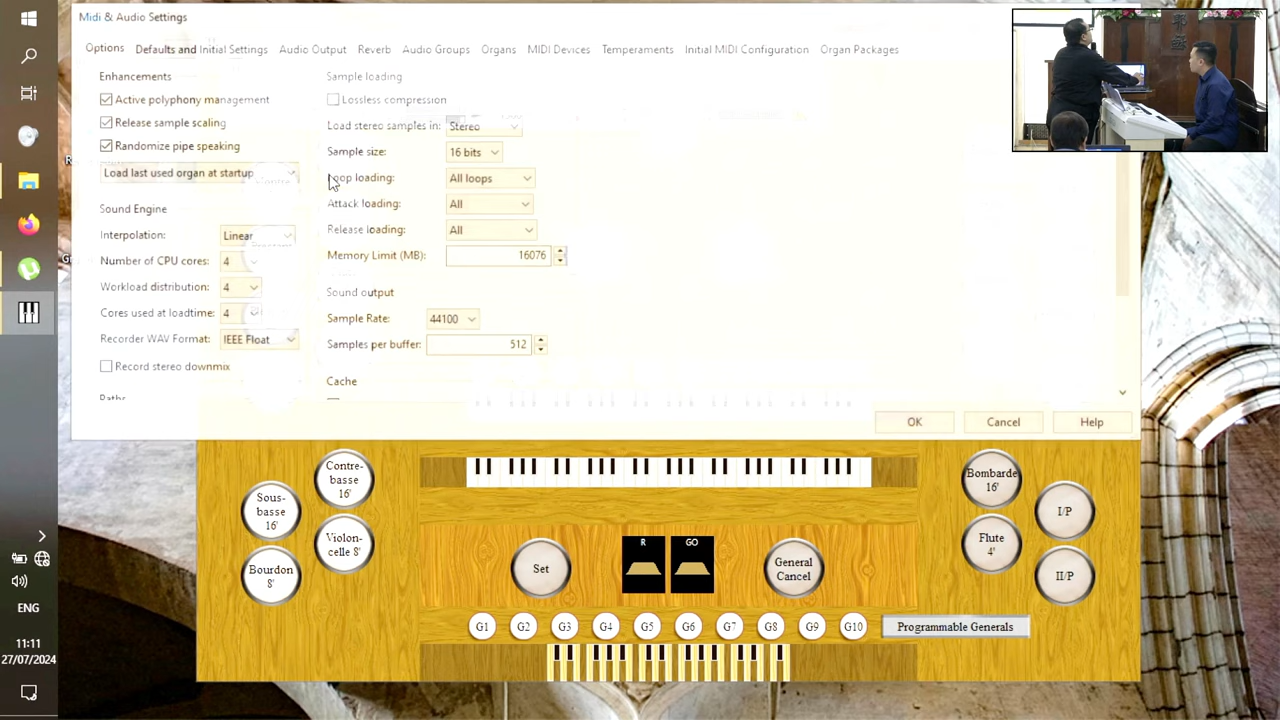 Midi & Audio Settings
Options Defaults and Initial Settings Audio Output Reverb Audio Groups Organs MIDI Devices Temperaments Initial MIDI Configuration Organ Packages
Enhancements
Active polyphony management
Release sample scaling
Randomize pipe speaking
Load last used organ at startup
Sound Engine
Interpolation: Linear
Number of CPU cores: 4
Workload distribution: 4
Cores used at loadtime: 4
Recorder WAV Format: IEEE Float
Record stereo downmix
Paths
Sample loading
Lossless compression
Load stereo samples in: Stereo
Sample size: 16 bits
Loop loading: All loops
Attack loading: All
Release loading: All
Memory Limit (MB): 16076
Sound output
Sample Rate: 44100
Samples per buffer: 512
Cache
OK Cancel Help
Contre-
basse
16'
Sous-
basse
16'
Violon-
celle 8'
Bourdon
8'
Set
R
GO
General
Cancel
Bombarde
16'
I/P
Flute
4'
II/P
G1 G2 G3 G4 G5 G6 G7 G8 G9 G10 Programmable Generals
ENG
11:11
27/07/2024